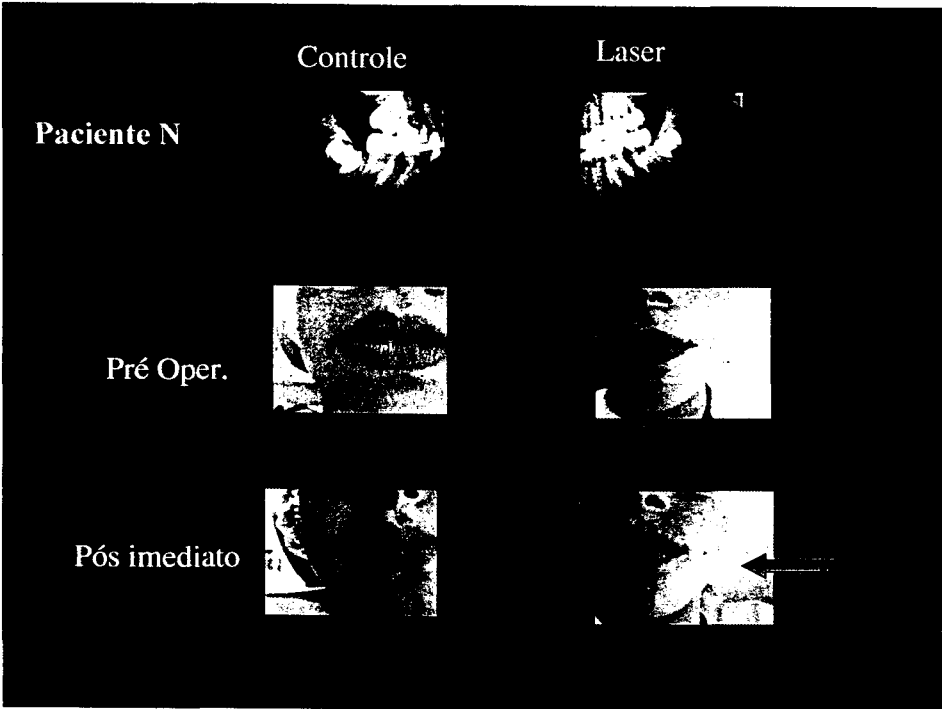 Controle Laser
Paciente N
Pré Oper.
Pós imediato